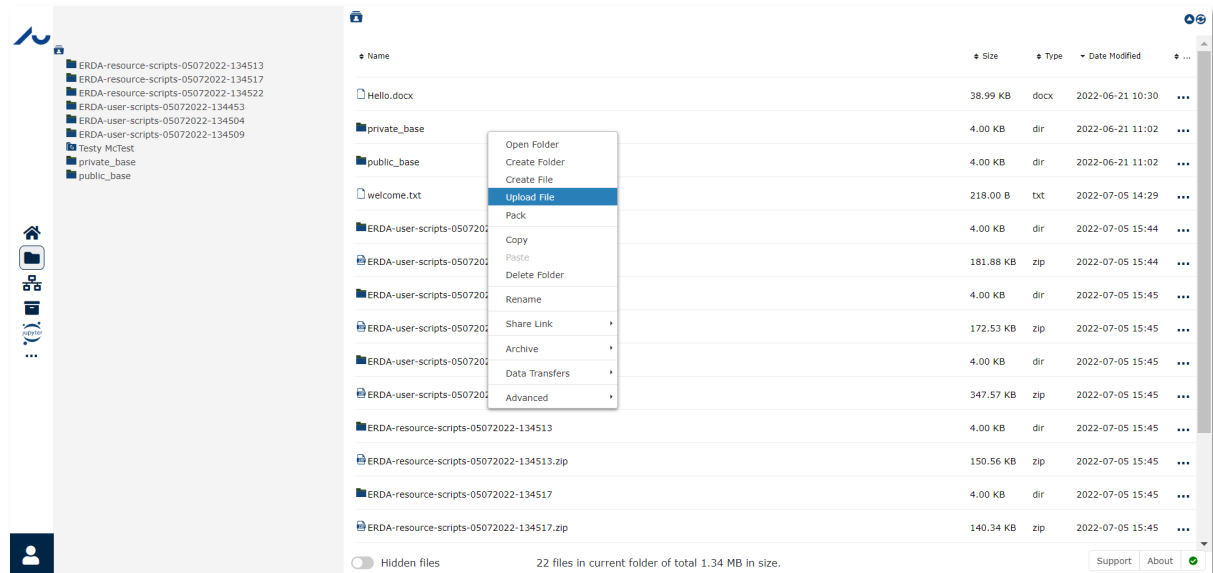 ERDA-resource-scripts-05072022-134513
ERDA-resource-scripts-05072022-134517
ERDA-resource-scripts-05072022-134522
ERDA-user-scripts-05072022-134453
ERDA-user-scripts-05072022-134504
ERDA-user-scripts-05072022-134509
Testy McTest
private_base
public_base
jupyter
Name Size Type Date Modified ...
Hello.docx 38.99 KB docx 2022-06-21 10:30
private_base 4.00 KB dir 2022-06-21 11:02
public_base 4.00 KB dir 2022-06-21 11:02
welcome.txt 218.00 B txt 2022-07-05 14:29
ERDA-user-scripts-050720 4.00 KB dir 2022-07-05 15:44
ERDA-user-scripts-050720 181.88 KB zip 2022-07-05 15:44
ERDA-user-scripts-050720 4.00 KB dir 2022-07-05 15:45
ERDA-user-scripts-050720 172.53 KB zip 2022-07-05 15:45
ERDA-user-scripts-050720 4.00 KB dir 2022-07-05 15:45
ERDA-user-scripts-050720 347.57 KB zip 2022-07-05 15:45
ERDA-resource-scripts-05072022-134513 4.00 KB dir 2022-07-05 15:45
ERDA-resource-scripts-05072022-134513.zip 150.56 KB zip 2022-07-05 15:45
ERDA-resource-scripts-05072022-134517 4.00 KB dir 2022-07-05 15:45
ERDA-resource-scripts-05072022-134517.zip 140.34 KB zip 2022-07-05 15:45
Open Folder
Create Folder
Create File
Upload File
Pack
Copy
Paste
Delete Folder
Rename
Share Link
Archive
Data Transfers
Advanced
Hidden files 22 files in current folder of total 1.34 MB in size.
Support About